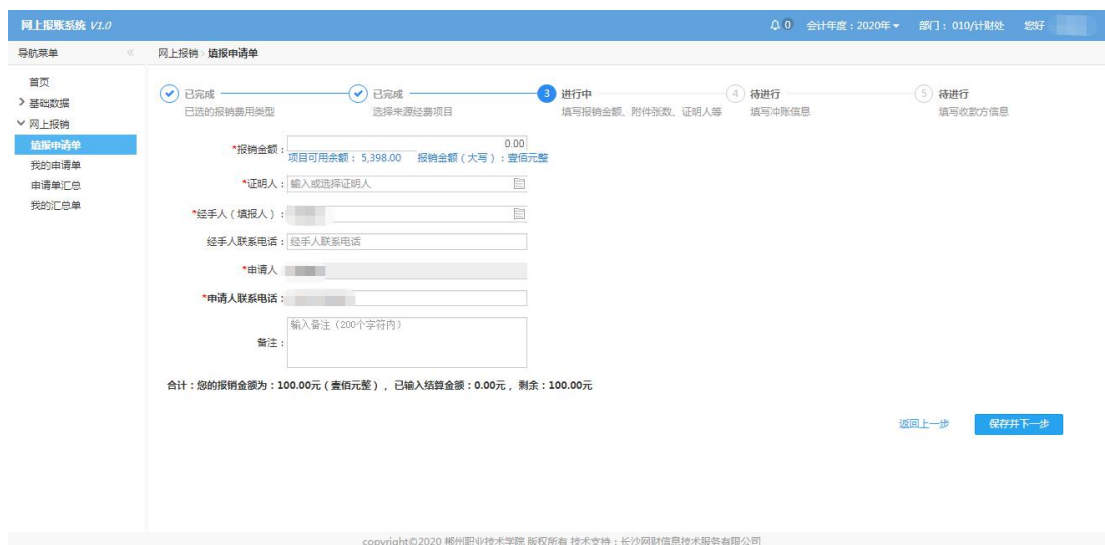 网上报账系统 V1.0
0 会计年度：2020年 部门：010/计财处 您好
导航菜单 网上报销 > 填报申请单
首页
基础数据
网上报销
填报申请单
我的申请单
申请单汇总
我的汇总单
已完成 已完成 3 进行中 4 待进行 5 待进行
已选的报销费用类型 选择来源经费项目 填写报销金额、附件张数、证明人等 填写冲账信息 填写收款方信息
*报销金额： 0.00
项目可用余额：5,398.00 报销金额（大写）：壹佰元整
*证明人： 输入或选择证明人
*经手人（填报人）：
经手人联系电话： 经手人联系电话
*申请人
*申请人联系电话：
备注： 输入备注（200个字符内）
合计：您的报销金额为：100.00元（壹佰元整），已输入结算金额：0.00元，剩余：100.00元
返回上一步 保存并下一步
copyright©2020 郴州职业技术学院 版权所有 技术支持：长沙网财信息技术服务有限公司